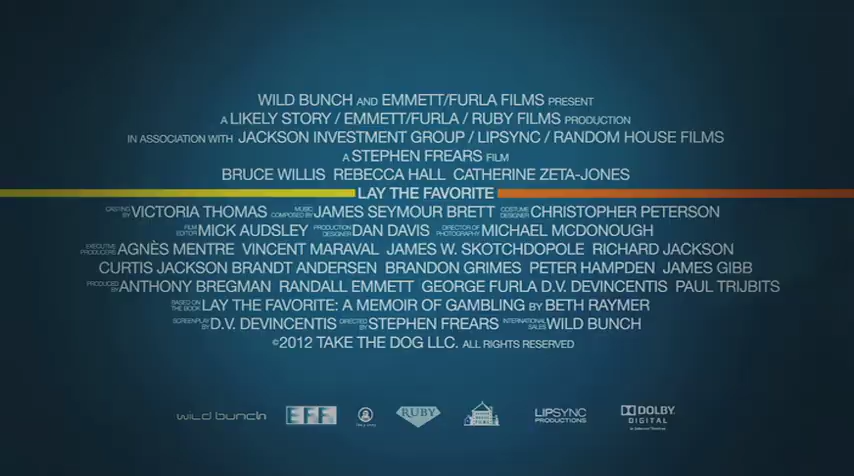 WILD BUNCH AND EMMETT/FURLA FILMS PRESENT
A LIKELY STORY / EMMETT/FURLA / RUBY FILMS PRODUCTION
IN ASSOCIATION WITH JACKSON INVESTMENT GROUP / LIPSYNC / RANDOM HOUSE FILMS
A STEPHEN FREARS FILM
BRUCE WILLIS REBECCA HALL CATHERINE ZETA-JONES
LAY THE FAVORITE
CASTING BY VICTORIA THOMAS MUSIC COMPOSED BY JAMES SEYMOUR BRETT COSTUME DESIGNER CHRISTOPHER PETERSON
FILM EDITOR MICK AUDSLEY PRODUCTION DESIGNER DAN DAVIS DIRECTOR OF PHOTOGRAPHY MICHAEL MCDONOUGH
EXECUTIVE PRODUCERS AGNÈS MENTRE VINCENT MARAVAL JAMES W. SKOTCHDOPOLE RICHARD JACKSON
CURTIS JACKSON BRANDT ANDERSEN BRANDON GRIMES PETER HAMPDEN JAMES GIBB
PRODUCED BY ANTHONY BREGMAN RANDALL EMMETT GEORGE FURLA D.V. DEVINCENTIS PAUL TRIJBITS
BASED ON THE BOOK LAY THE FAVORITE: A MEMOIR OF GAMBLING BY BETH RAYMER
SCREENPLAY BY D.V. DEVINCENTIS DIRECTED BY STEPHEN FREARS INTERNATIONAL SALES WILD BUNCH
©2012 TAKE THE DOG LLC. ALL RIGHTS RESERVED
wild bunch EFF RUBY LIPSYNC PRODUCTIONS DOLBY DIGITAL